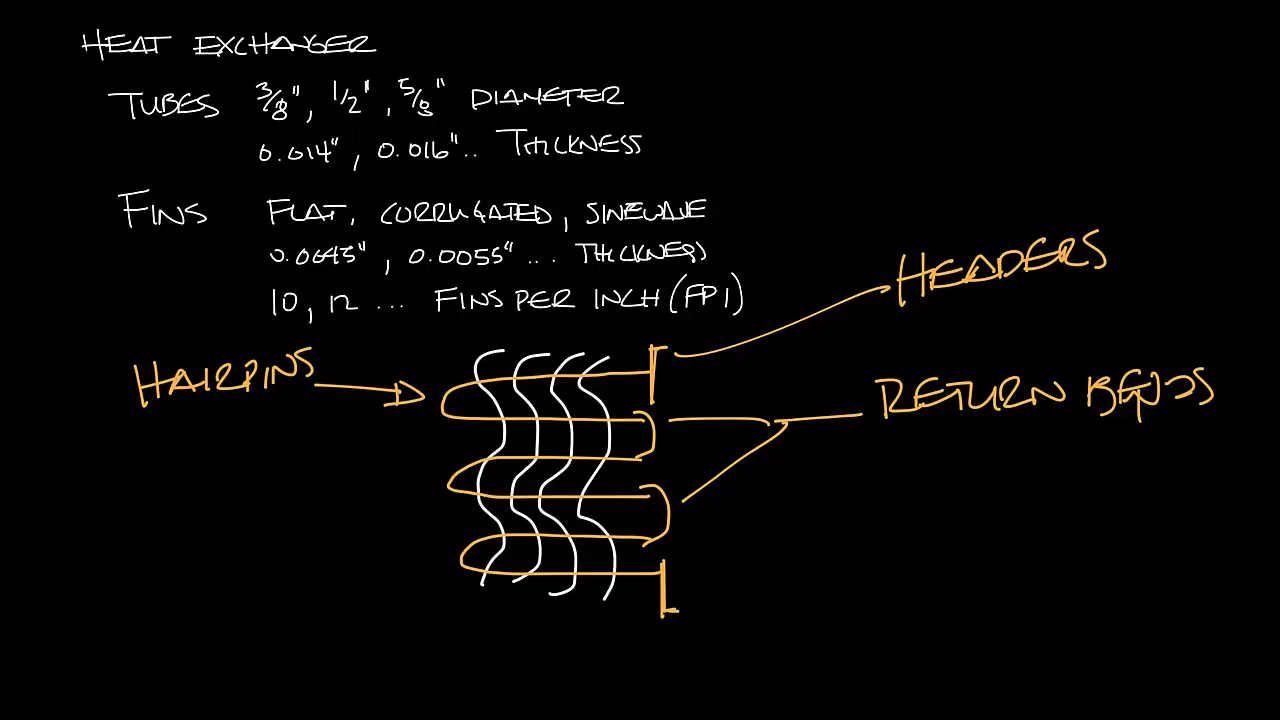 HEAT EXCHANGER
TUBES 3/8", 1/2", 5/8" DIAMETER
0.014", 0.016".. THICKNESS
FINS FLAT, CORRUGATED, SINEWAVE
0.0045", 0.0055" ... THICKNESS
10, 12 ... FINS PER INCH (FPI)
HEADERS
HAIRPINS
RETURN BENDS